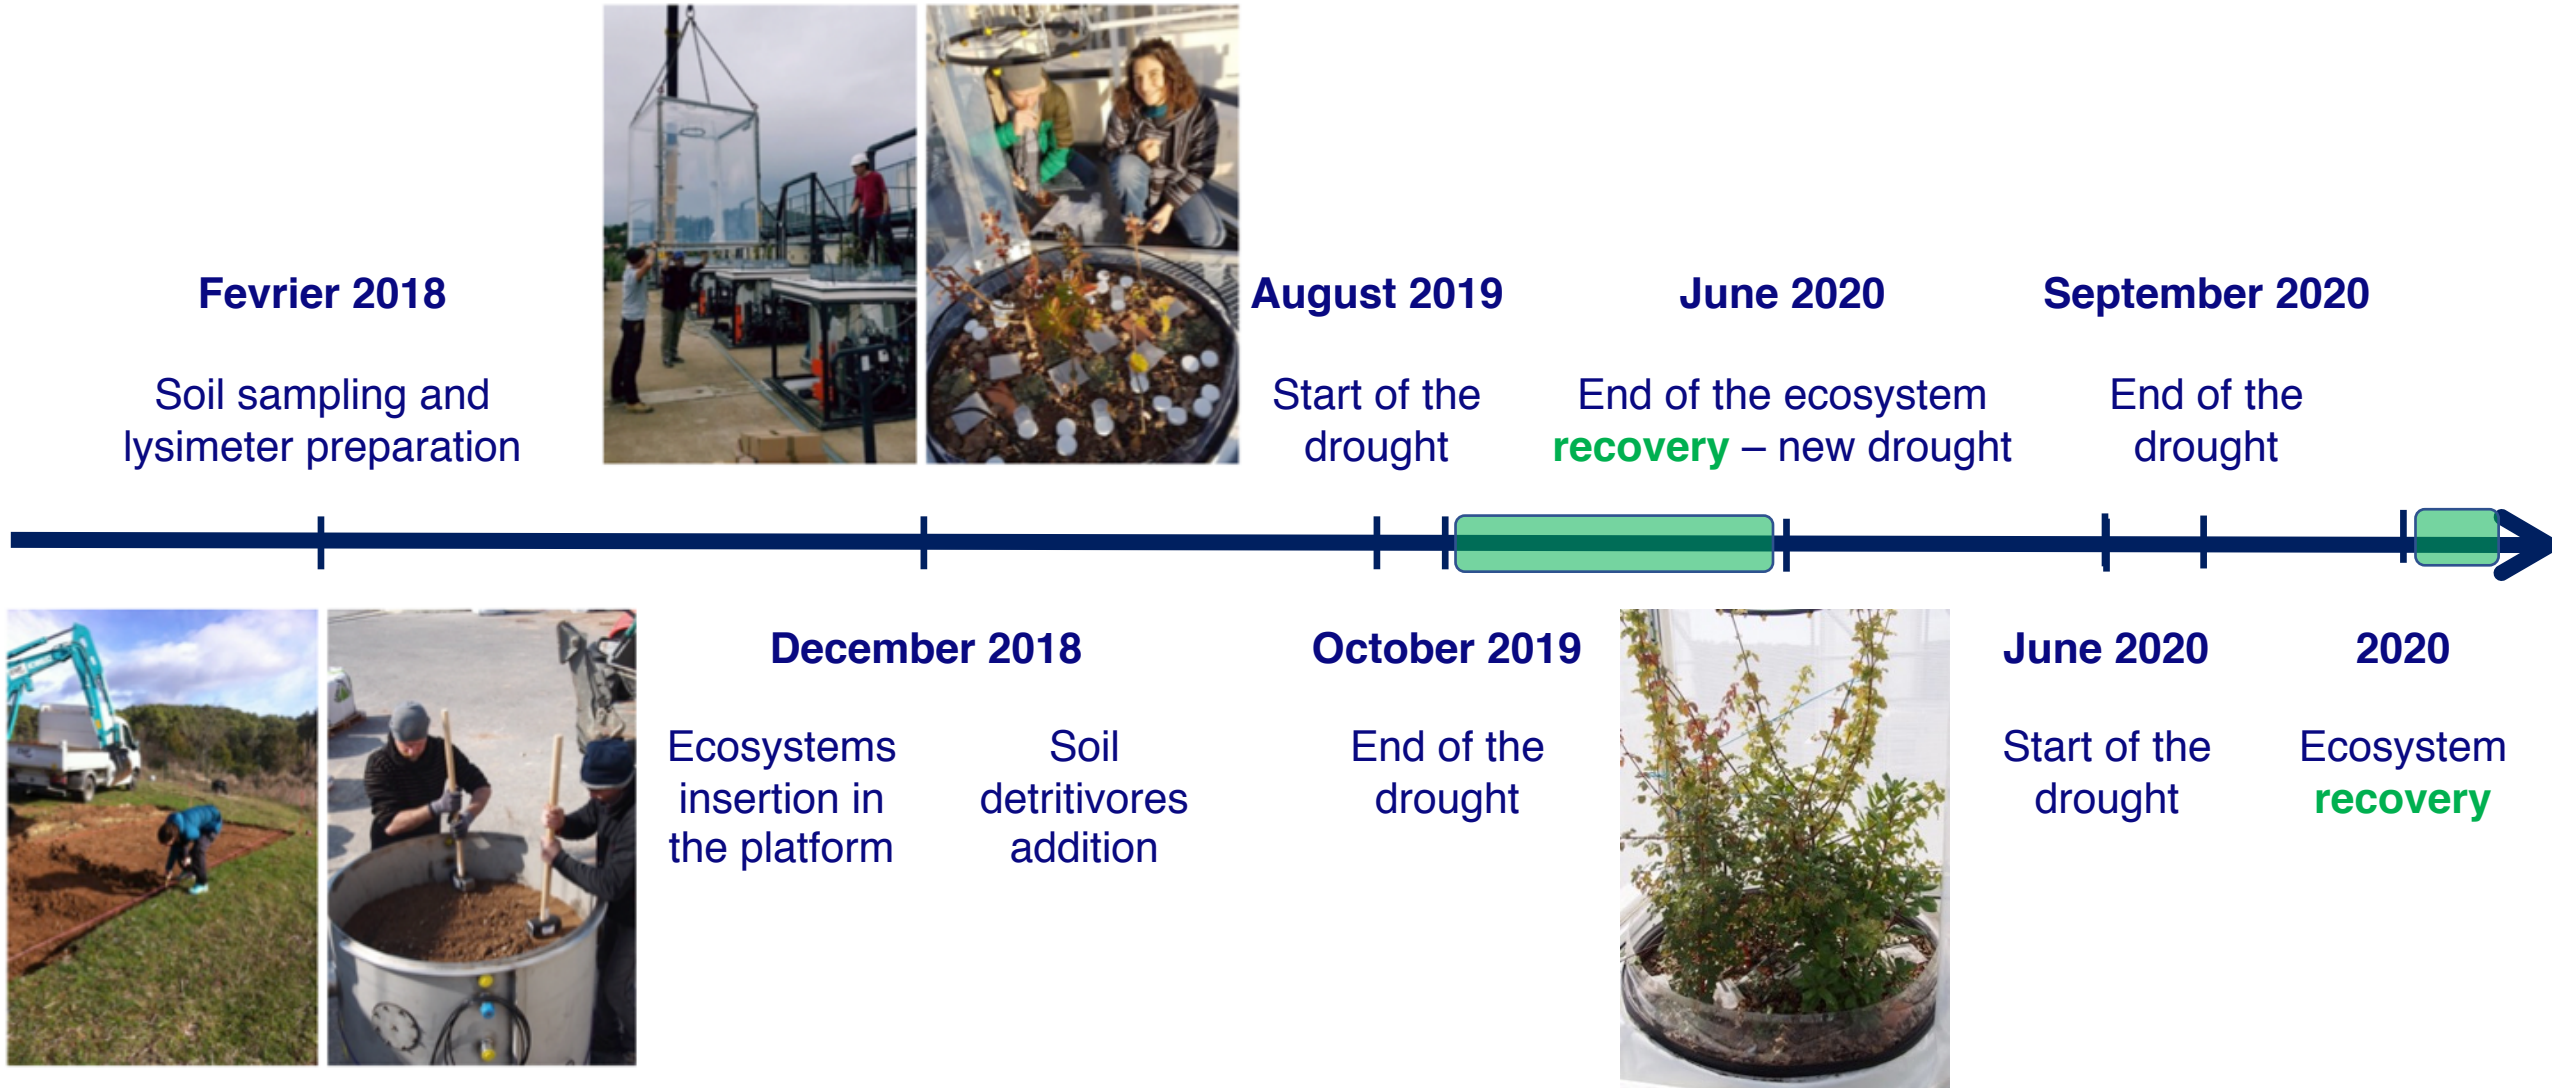 Fevrier 2018
Soil sampling and
lysimeter preparation
August 2019
Start of the
drought
June 2020
End of the ecosystem
recovery – new drought
September 2020
End of the
drought
December 2018
Ecosystems
insertion in
the platform
Soil
detritivores
addition
October 2019
End of the
drought
June 2020
Start of the
drought
2020
Ecosystem
recovery